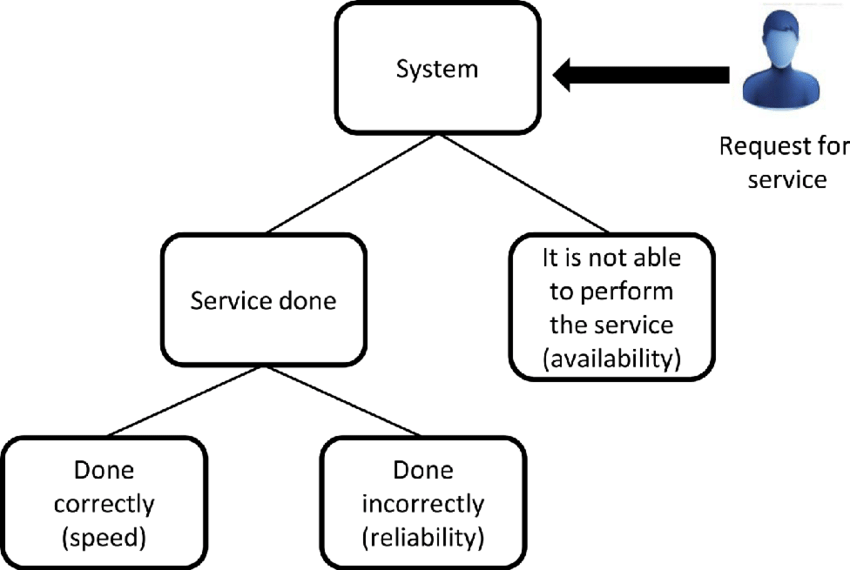 System
Request for
service
Service done
It is not able
to perform
the service
(availability)
Done
correctly
(speed)
Done
incorrectly
(reliability)